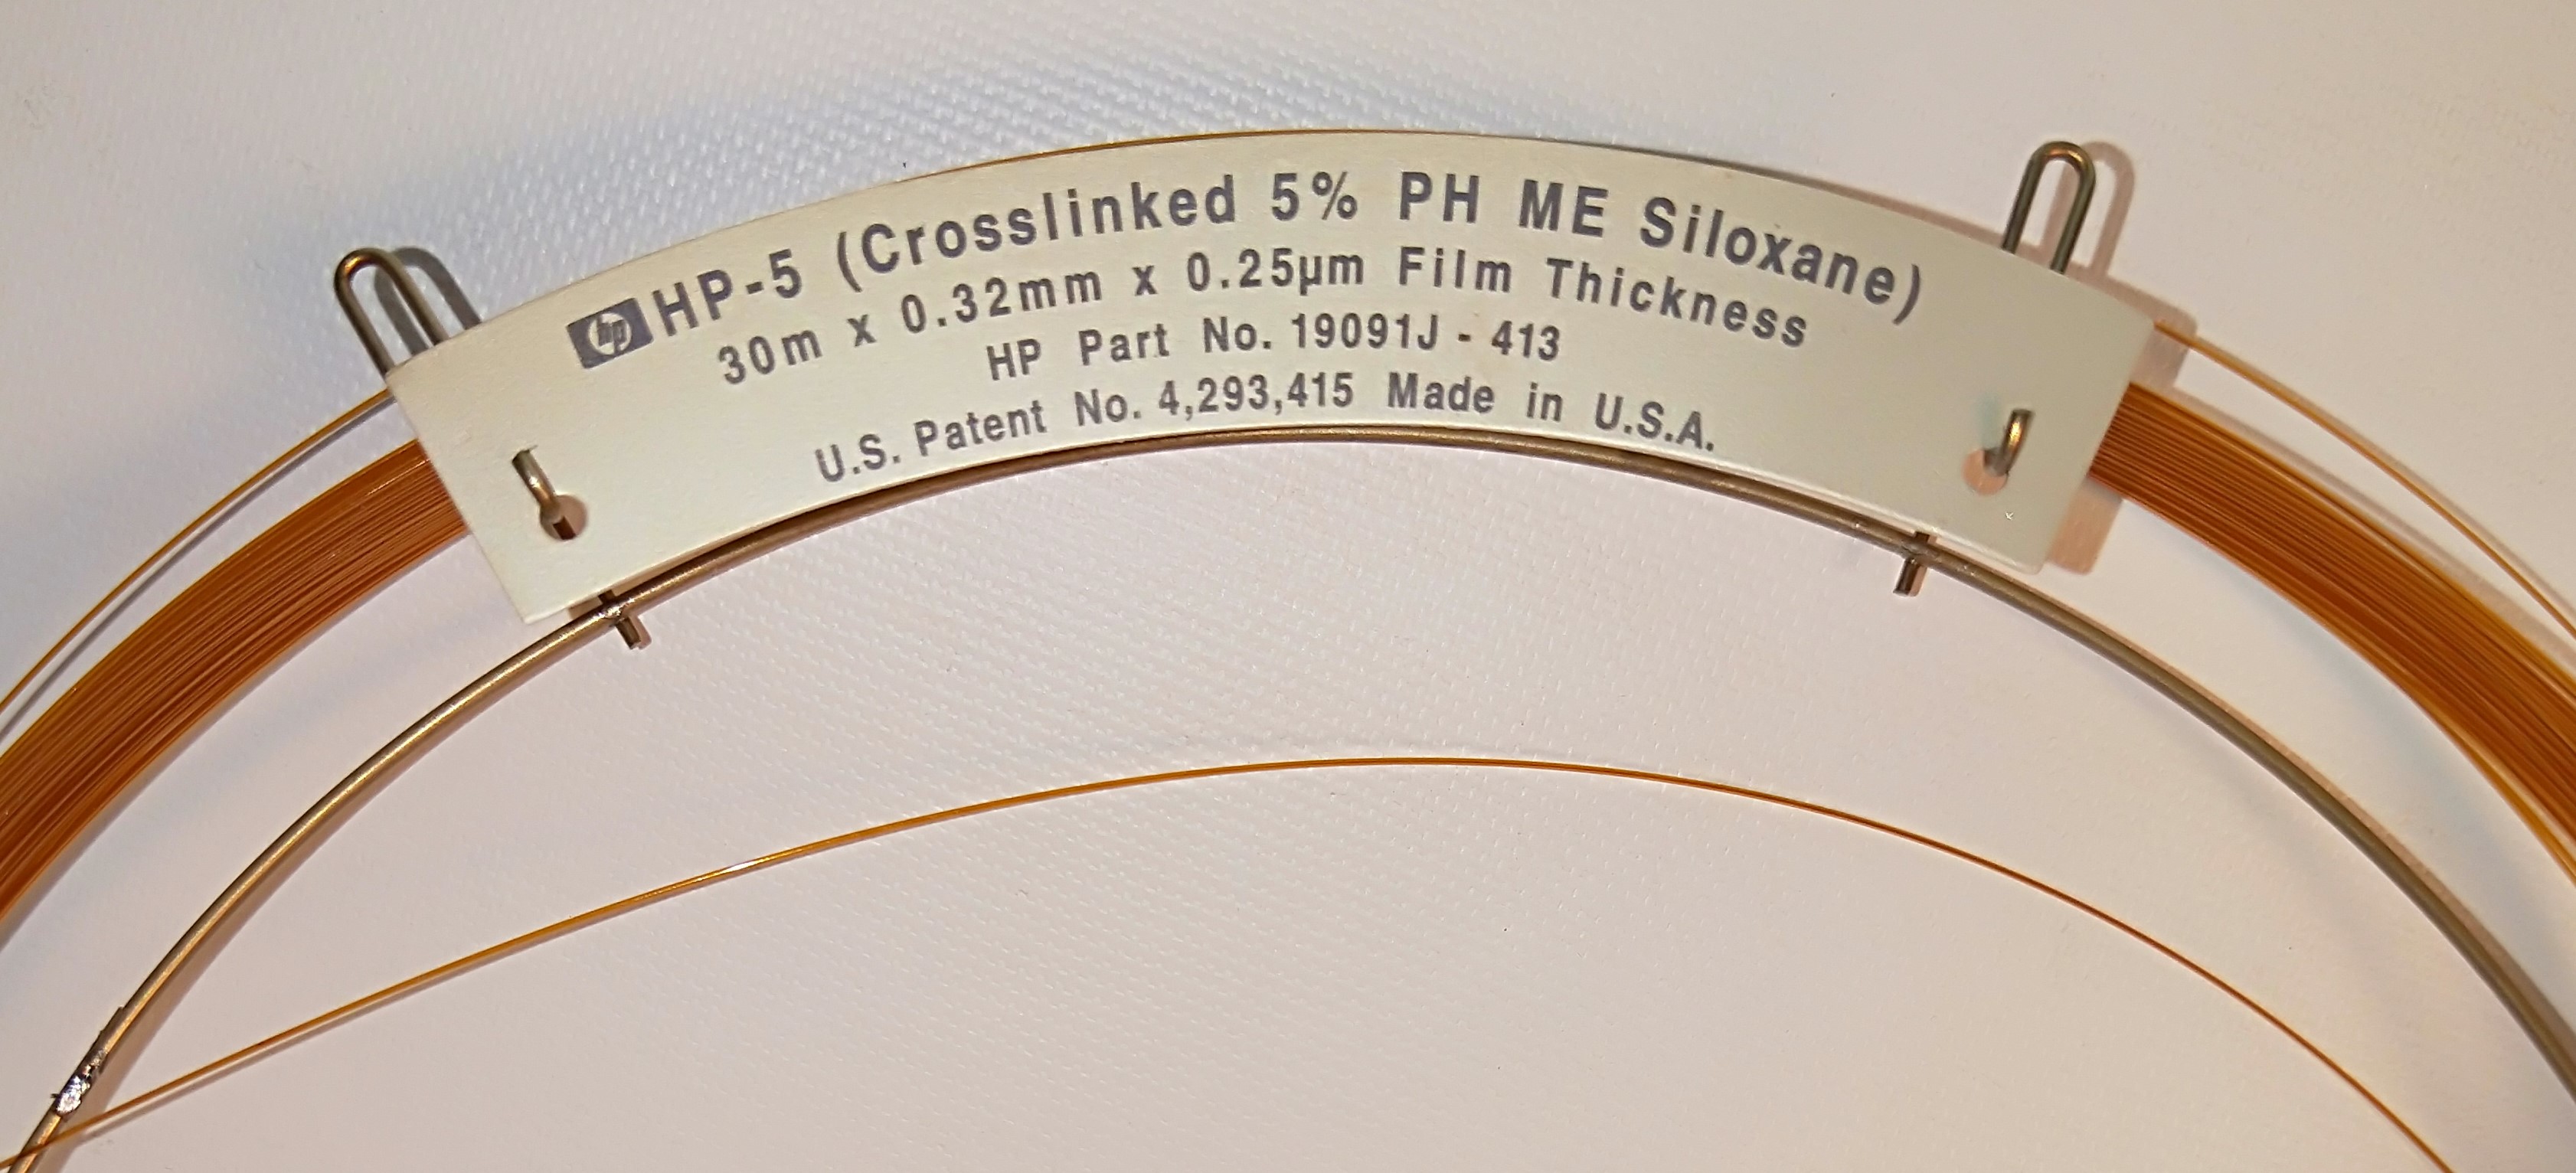 hp HP-5 (Crosslinked 5% PH ME Siloxane)
30m x 0.32mm x 0.25µm Film Thickness
HP Part No. 19091J - 413
U.S. Patent No. 4,293,415 Made in U.S.A.